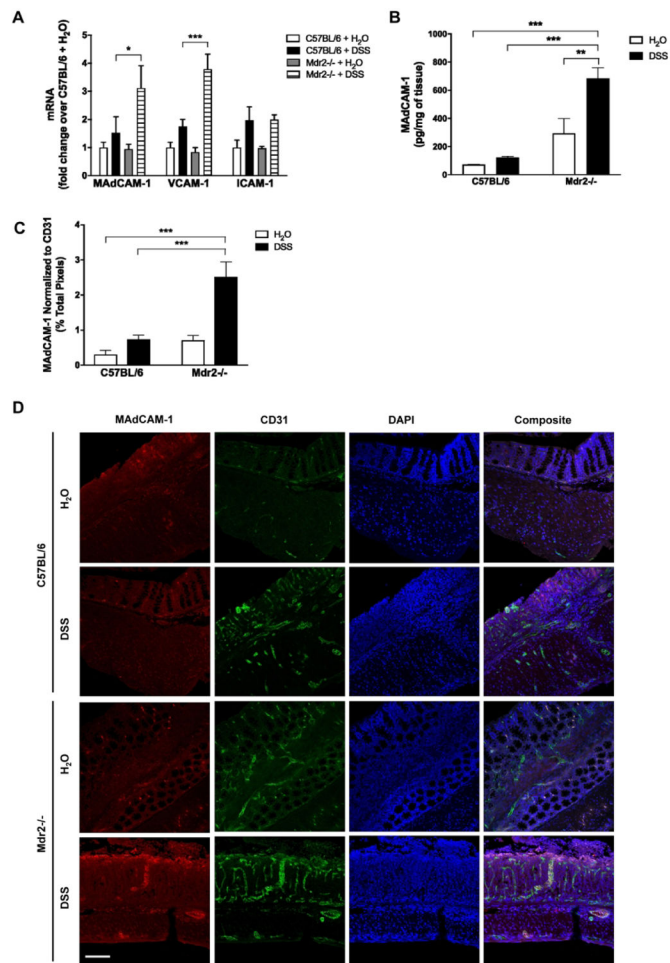 A
mRNA
(fold change over C57BL/6 + H2O)
5
4
3
2
1
0
*
***
MAdCAM-1
VCAM-1
ICAM-1
C57BL/6 + H2O
C57BL/6 + DSS
Mdr2-/- + H2O
Mdr2-/- + DSS
B
MAdCAM-1
(pg/mg of tissue)
1000
800
600
400
200
0
***
***
**
C57BL/6
Mdr2-/-
H2O
DSS
C
MAdCAM-1 Normalized to CD31
(% Total Pixels)
4
3
2
1
0
***
***
C57BL/6
Mdr2-/-
H2O
DSS
D
MAdCAM-1 CD31 DAPI Composite
C57BL/6
H2O
DSS
Mdr2-/-
H2O
DSS